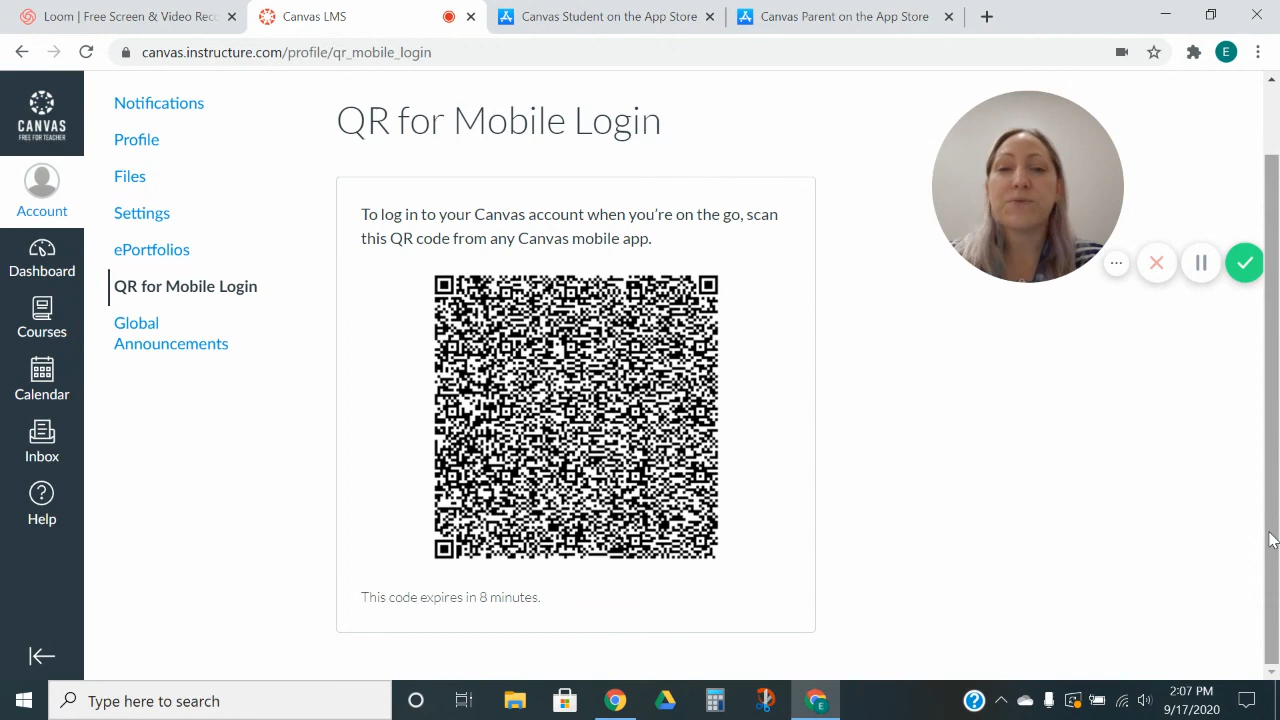 Loom | Free Screen & Video Rec
Canvas LMS
Canvas Student on the App Store
Canvas Parent on the App Store
canvas.instructure.com/profile/qr_mobile_login
E
CANVAS
FREE FOR TEACHER
Account
Dashboard
Courses
Calendar
Inbox
Help
Notifications
Profile
Files
Settings
ePortfolios
QR for Mobile Login
Global
Announcements
QR for Mobile Login
To log in to your Canvas account when you're on the go, scan
this QR code from any Canvas mobile app.
This code expires in 8 minutes.
Type here to search
E
2:07 PM
9/17/2020